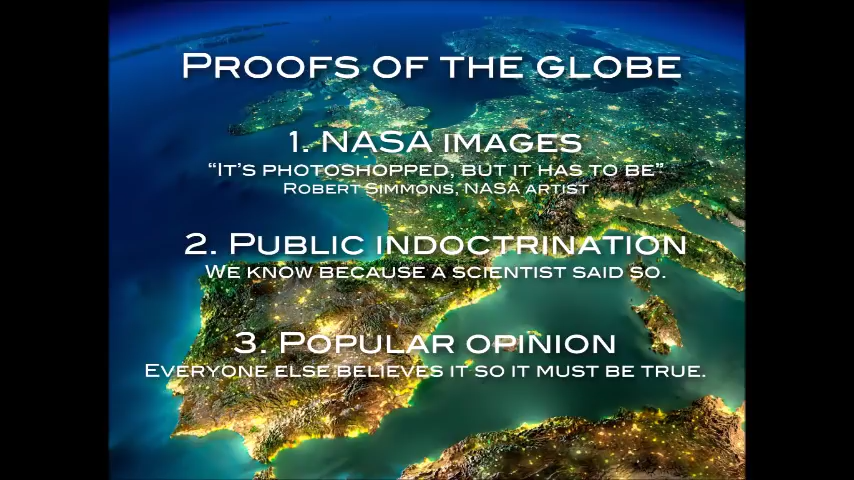 PROOFS OF THE GLOBE
1. NASA IMAGES
“IT’S PHOTOSHOPPED, BUT IT HAS TO BE”
ROBERT SIMMONS, NASA ARTIST
2. PUBLIC INDOCTRINATION
WE KNOW BECAUSE A SCIENTIST SAID SO.
3. POPULAR OPINION
EVERYONE ELSE BELIEVES IT SO IT MUST BE TRUE.